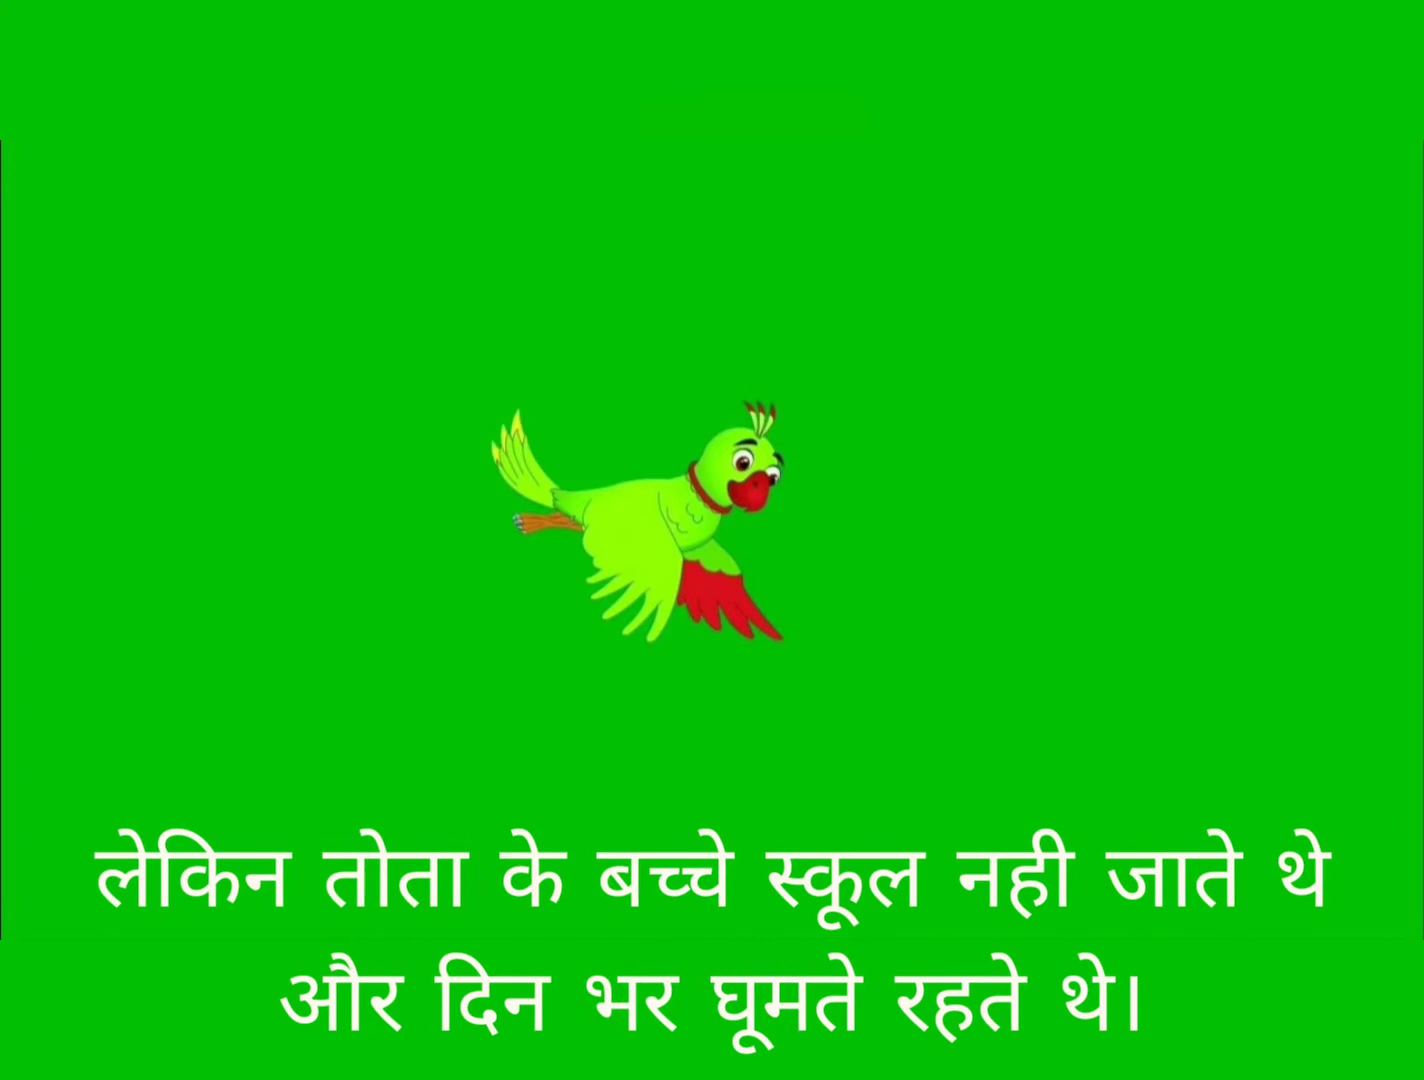 लेकिन तोता के बच्चे स्कूल नही जाते थे
और दिन भर घूमते रहते थे।